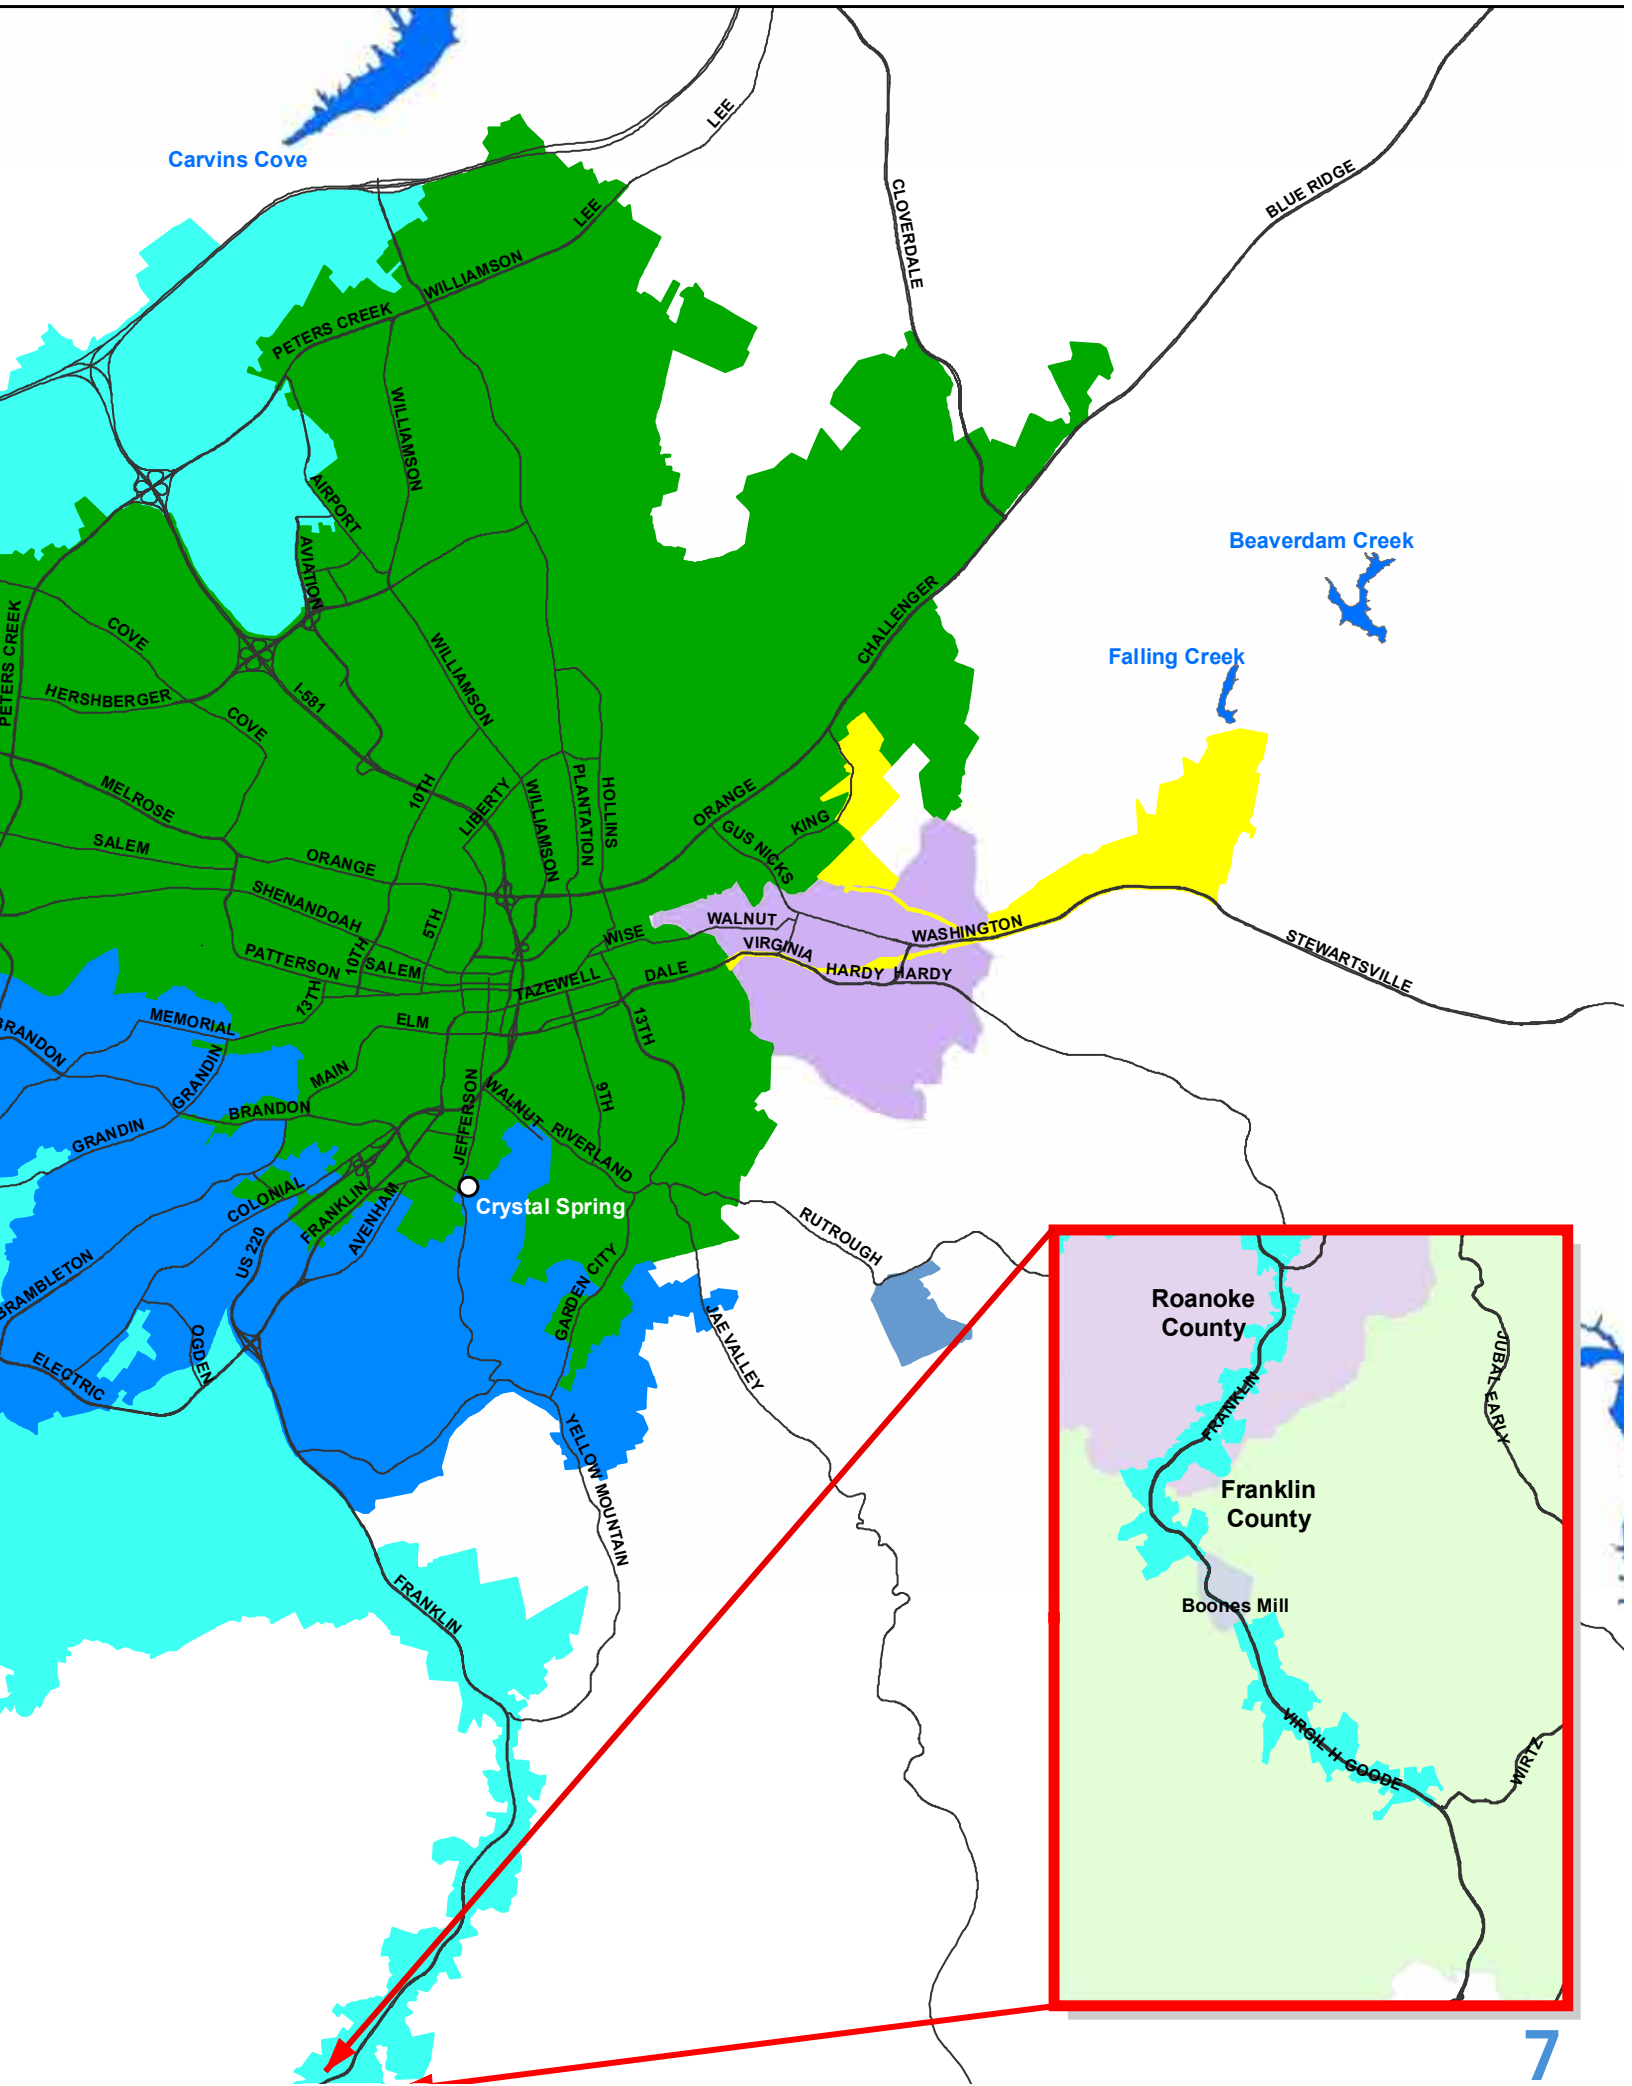 LEE
Carvins Cove
BLUE RIDGE
CLOVERDALE
LEE
WILLIAMSON
PETERS CREEK
WILLIAMSON
AIRPORT
AVIATION
Beaverdam Creek
CHALLENGER
PETERS CREEK
COVE
Falling Creek
WILLIAMSON
HERSHBERGER
I-581
COVE
MELROSE
10TH
LIBERTY
WILLIAMSON
PLANTATION
HOLLINS
ORANGE
KING
GUS NICKS
SALEM
ORANGE
SHENANDOAH
5TH
WALNUT
WASHINGTON
WISE
VIRGINIA
STEWARTSVILLE
PATTERSON
10TH
SALEM
TAZEWELL
DALE
HARDY
HARDY
13TH
MEMORIAL
ELM
13TH
BRANDON
GRANDIN
MAIN
JEFFERSON
WALNUT
9TH
BRANDON
GRANDIN
RIVERLAND
Crystal Spring
COLONIAL
FRANKLIN
AVENHAM
US 220
RUTROUGH
BRAMBLETON
GARDEN CITY
OGDEN
ELECTRIC
JAE VALLEY
YELLOW MOUNTAIN
FRANKLIN
Roanoke
County
JUBAL EARLY
FRANKLIN
Franklin
County
Boones Mill
VIRGIL H GOODE
WIRTZ
7